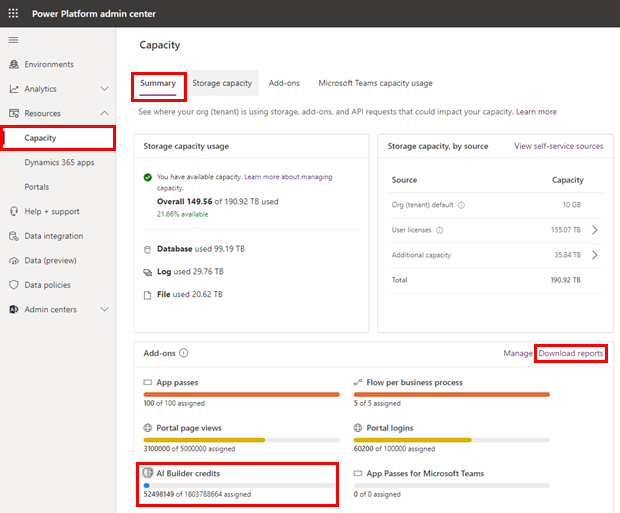 Power Platform admin center
Capacity
Environments
Analytics
Resources
Capacity
Dynamics 365 apps
Portals
Help + support
Data integration
Data (preview)
Data policies
Admin centers
Summary
Storage capacity
Add-ons
Microsoft Teams capacity usage
See where your org (tenant) is using storage, add-ons, and API requests that could impact your capacity. Learn more
Storage capacity usage
You have available capacity. Learn more about managing
capacity.
Overall 149.56 of 190.92 TB used
21.66% available
Database used 99.19 TB
Log used 29.76 TB
File used 20.62 TB
Storage capacity, by source
View self-service sources
Source
Capacity
Org (tenant) default
10 GB
User licenses
155.07 TB
Additional capacity
35.84 TB
Total
190.92 TB
Add-ons
Manage
Download reports
App passes
100 of 100 assigned
Flow per business process
5 of 5 assigned
Portal page views
3100000 of 5000000 assigned
Portal logins
60200 of 100000 assigned
AI Builder credits
52498149 of 1803788664 assigned
App Passes for Microsoft Teams
0 of 0 assigned